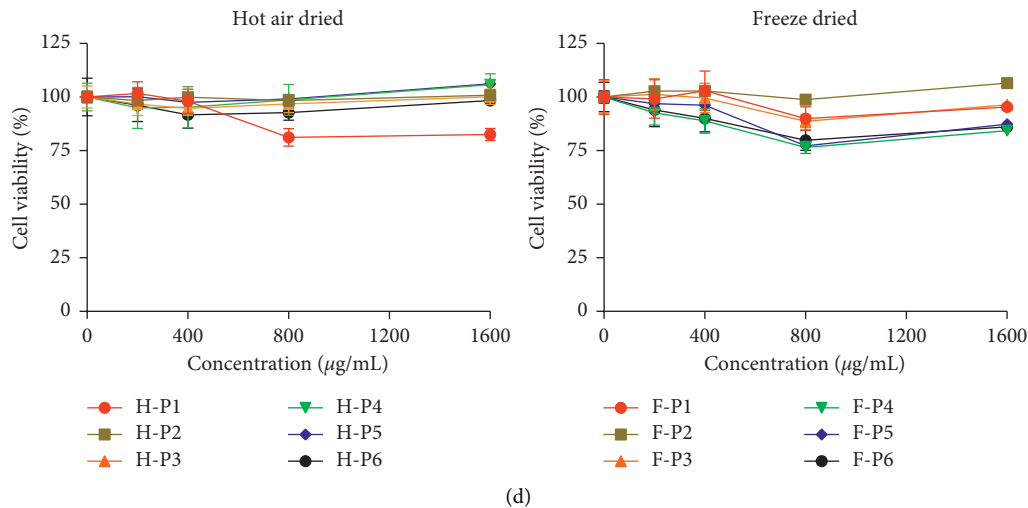 Hot air dried
125
100
75
50
25
0
Cell viability (%)
0 400 800 1200 1600
Concentration (µg/mL)
H-P1 H-P4
H-P2 H-P5
H-P3 H-P6
Freeze dried
125
100
75
50
25
0
Cell viability (%)
0 400 800 1200 1600
Concentration (µg/mL)
F-P1 F-P4
F-P2 F-P5
F-P3 F-P6
(d)